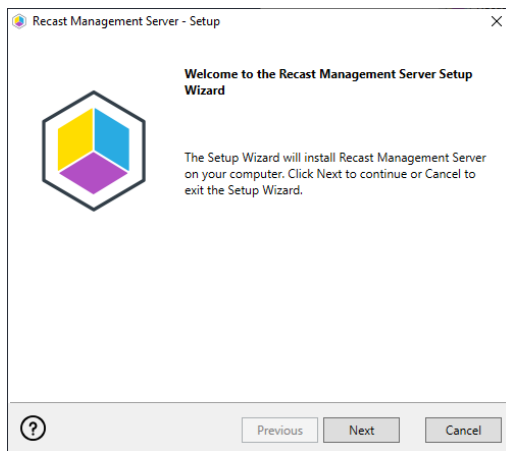 Recast Management Server - Setup
Welcome to the Recast Management Server Setup
Wizard
The Setup Wizard will install Recast Management Server
on your computer. Click Next to continue or Cancel to
exit the Setup Wizard.
?
Previous
Next
Cancel